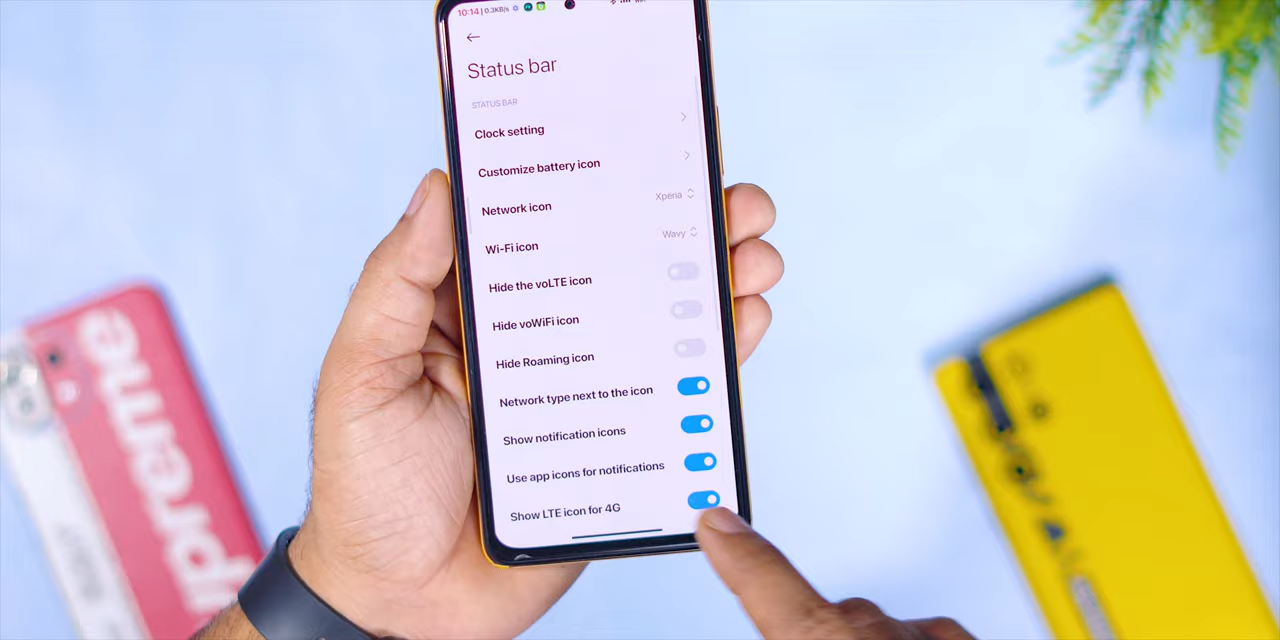 10:14 | 0.3KB/s
Status bar
STATUS BAR
Clock setting
Customize battery icon
Network icon Xperia
Wi-Fi icon Wavy
Hide the voLTE icon
Hide voWiFi icon
Hide Roaming icon
Network type next to the icon
Show notification icons
Use app icons for notifications
Show LTE icon for 4G
Supreme